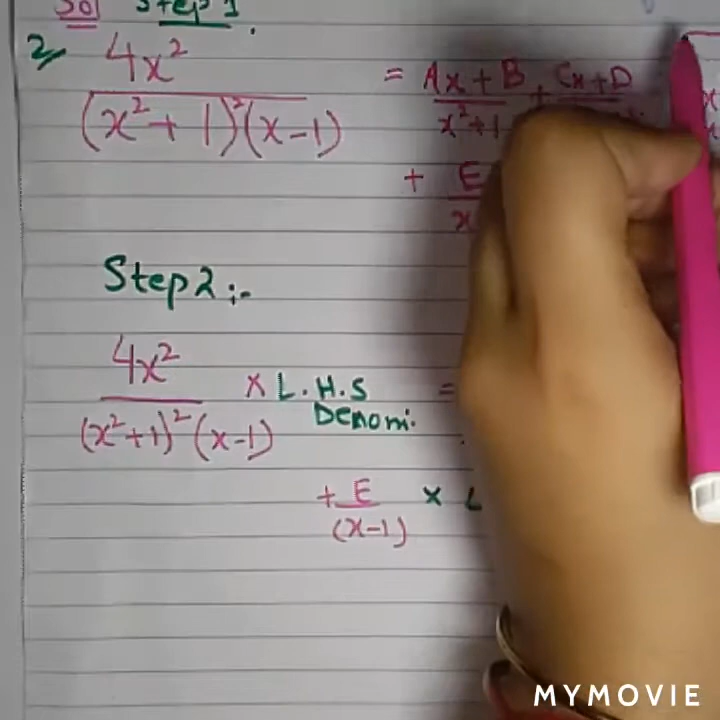 Sol Step 1
2, 4x² / (x² + 1)²(x - 1) = Ax + B / x² + 1 + Cx + D
+ E / x
Step 2 :-
4x² / (x² + 1)² (x - 1) × L.H.S Denomi. =
+ E / (x - 1) × L
MYMOVIE